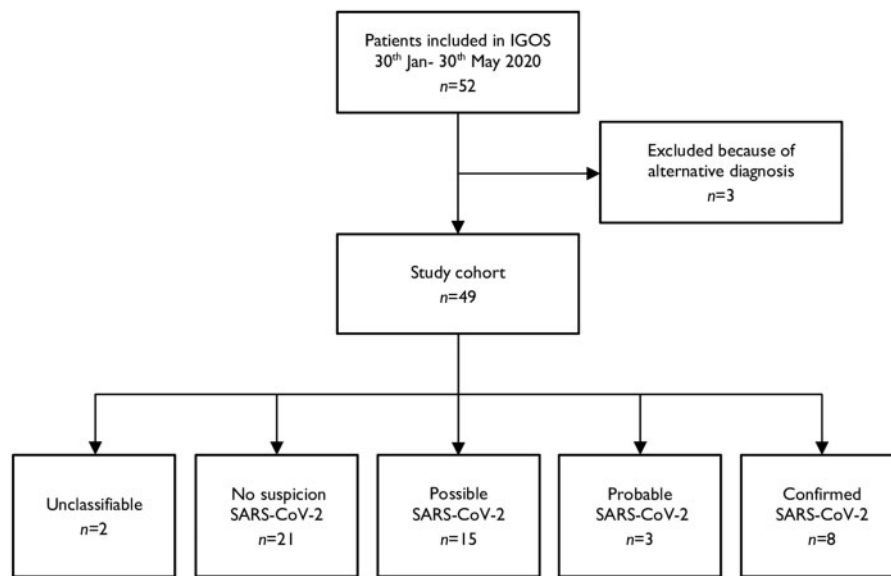 Patients included in IGOS
30th Jan- 30th May 2020
n=52
Excluded because of
alternative diagnosis
n=3
Study cohort
n=49
Unclassifiable
n=2
No suspicion
SARS-CoV-2
n=21
Possible
SARS-CoV-2
n=15
Probable
SARS-CoV-2
n=3
Confirmed
SARS-CoV-2
n=8